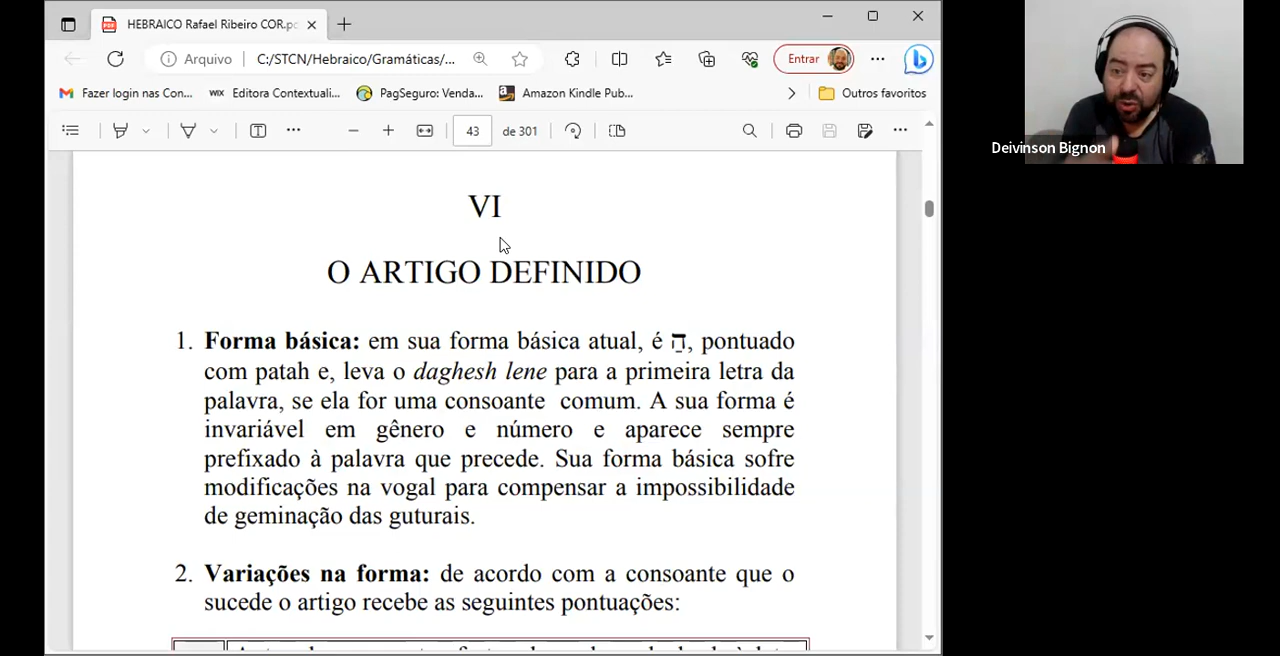 HEBRAICO Rafael Ribeiro COR.pc
Arquivo
C:/STCN/Hebraico/Gramáticas/...
Entrar
Fazer login nas Con...
WIX
Editora Contextuali...
PagSeguro: Venda...
Amazon Kindle Pub...
Outros favoritos
43
de 301
VI
O ARTIGO DEFINIDO
1. Forma básica: em sua forma básica atual, é הַ, pontuado
com patah e, leva o daghesh lene para a primeira letra da
palavra, se ela for uma consoante comum. A sua forma é
invariável em gênero e número e aparece sempre
prefixado à palavra que precede. Sua forma básica sofre
modificações na vogal para compensar a impossibilidade
de geminação das guturais.
2. Variações na forma: de acordo com a consoante que o
sucede o artigo recebe as seguintes pontuações:
Deivinson Bignon